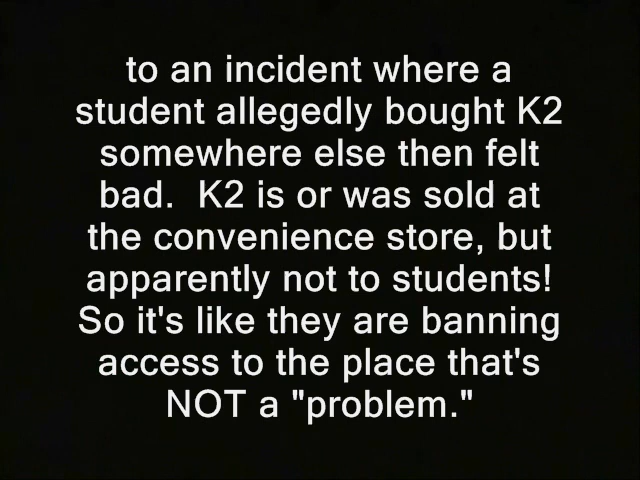 to an incident where a
student allegedly bought K2
somewhere else then felt
bad.  K2 is or was sold at
the convenience store, but
apparently not to students!
So it's like they are banning
access to the place that's
NOT a "problem."